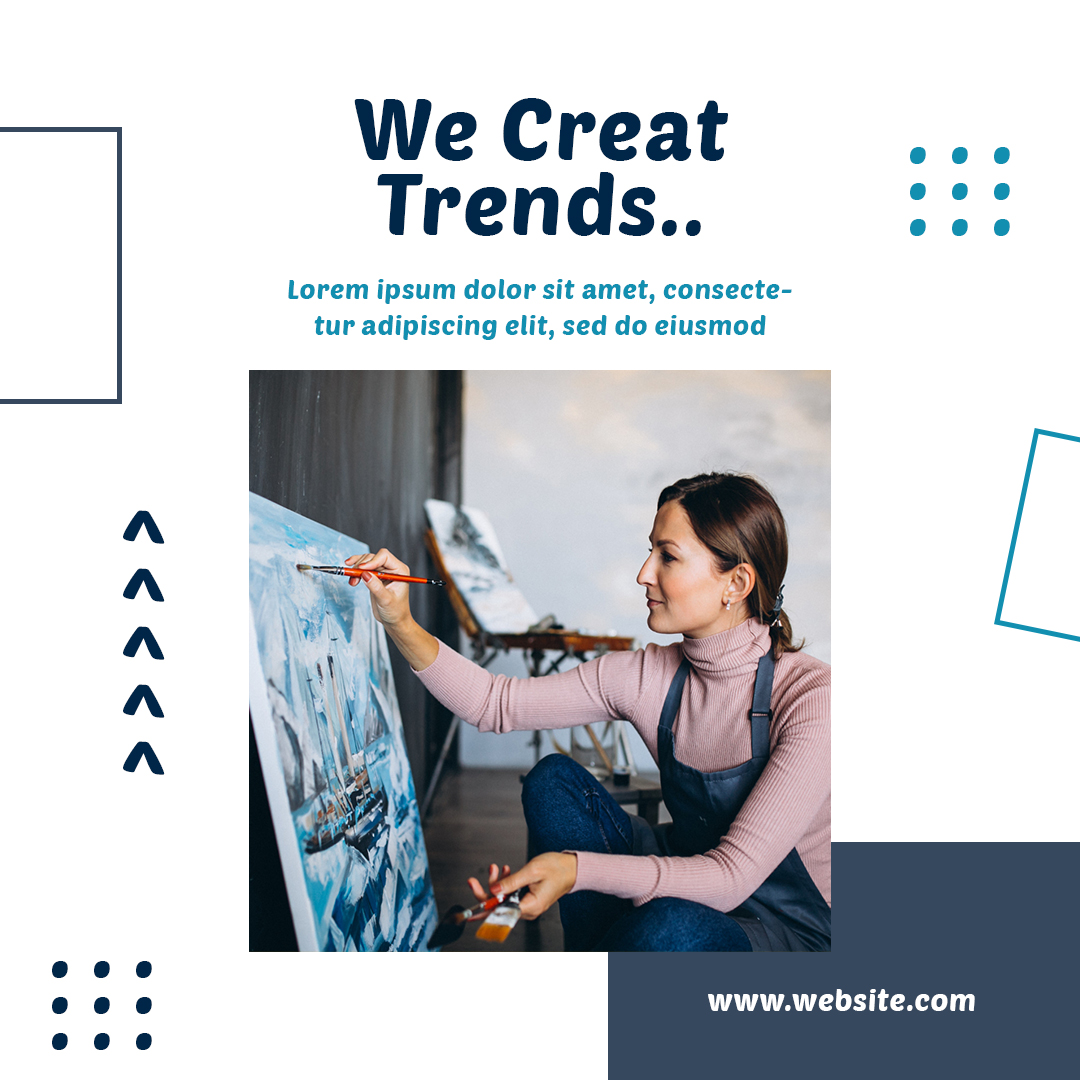 We Creat
Trends..
Lorem ipsum dolor sit amet, consecte-
tur adipiscing elit, sed do eiusmod
www.website.com